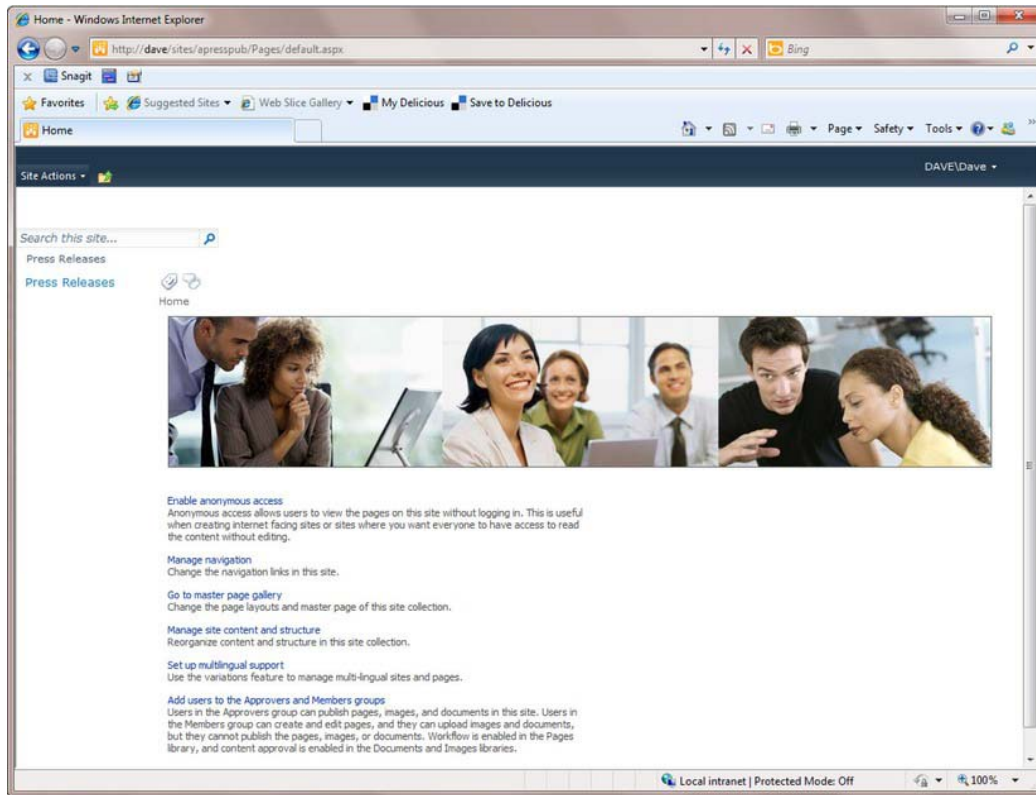 Home - Windows Internet Explorer
http://dave/sites/apresspub/Pages/default.aspx
Bing
x Snagit
Favorites Suggested Sites Web Slice Gallery My Delicious Save to Delicious
Home
Page Safety Tools
Site Actions
DAVE\Dave
Search this site...
Press Releases
Press Releases
Home
Enable anonymous access
Anonymous access allows users to view the pages on this site without logging in. This is useful
when creating internet facing sites or sites where you want everyone to have access to read
the content without editing.
Manage navigation
Change the navigation links in this site.
Go to master page gallery
Change the page layouts and master page of this site collection.
Manage site content and structure
Reorganize content and structure in this site collection.
Set up multilingual support
Use the variations feature to manage multi-lingual sites and pages.
Add users to the Approvers and Members groups
Users in the Approvers group can publish pages, images, and documents in this site. Users in
the Members group can create and edit pages, and they can upload images and documents,
but they cannot publish the pages, images, or documents. Workflow is enabled in the Pages
library, and content approval is enabled in the Documents and Images libraries.
Local intranet | Protected Mode: Off
100%